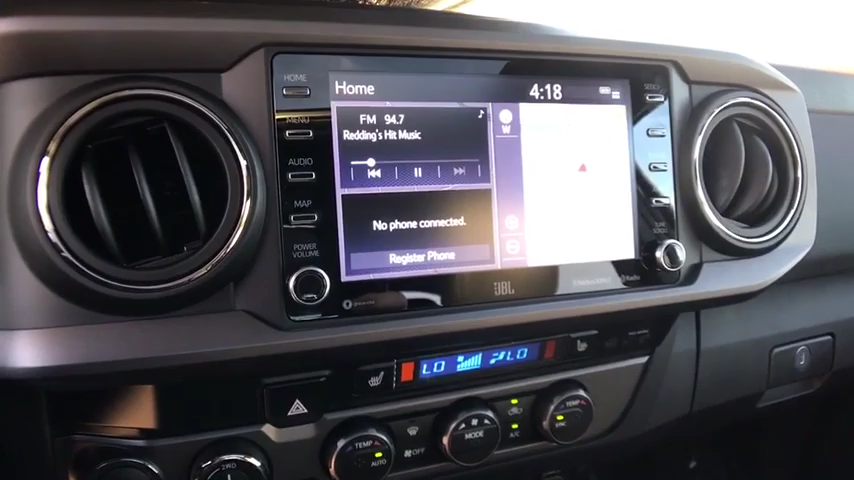 HOME
MENU
AUDIO
MAP
POWER
VOLUME
Home
4:18
FM 94.7
Redding's Hit Music
No phone connected.
Register Phone
W
SEEK
TUNE
SCROLL
JBL
LO
LO
TEMP
AUTO
OFF
MODE
A/C
TEMP
SYNC
2WD